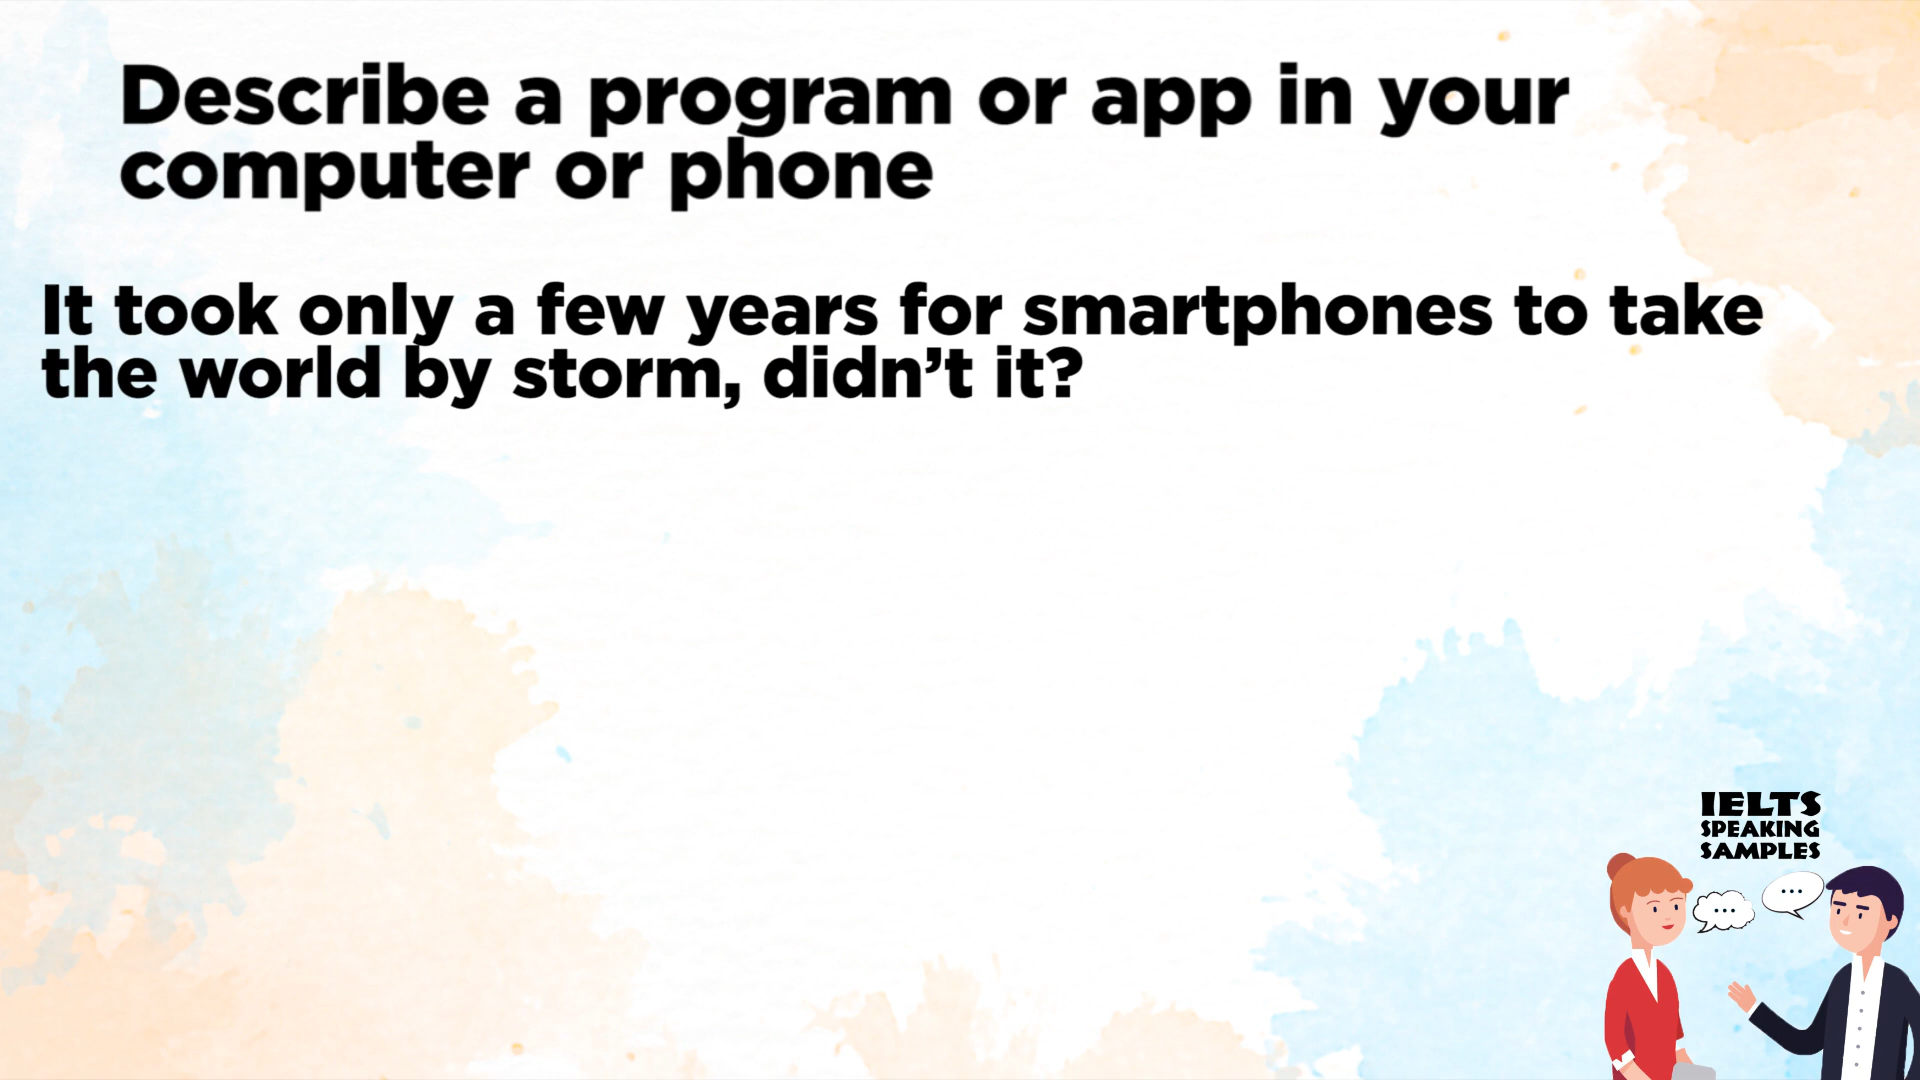 Describe a program or app in your
computer or phone
It took only a few years for smartphones to take
the world by storm, didn’t it?
IELTS
SPEAKING
SAMPLES